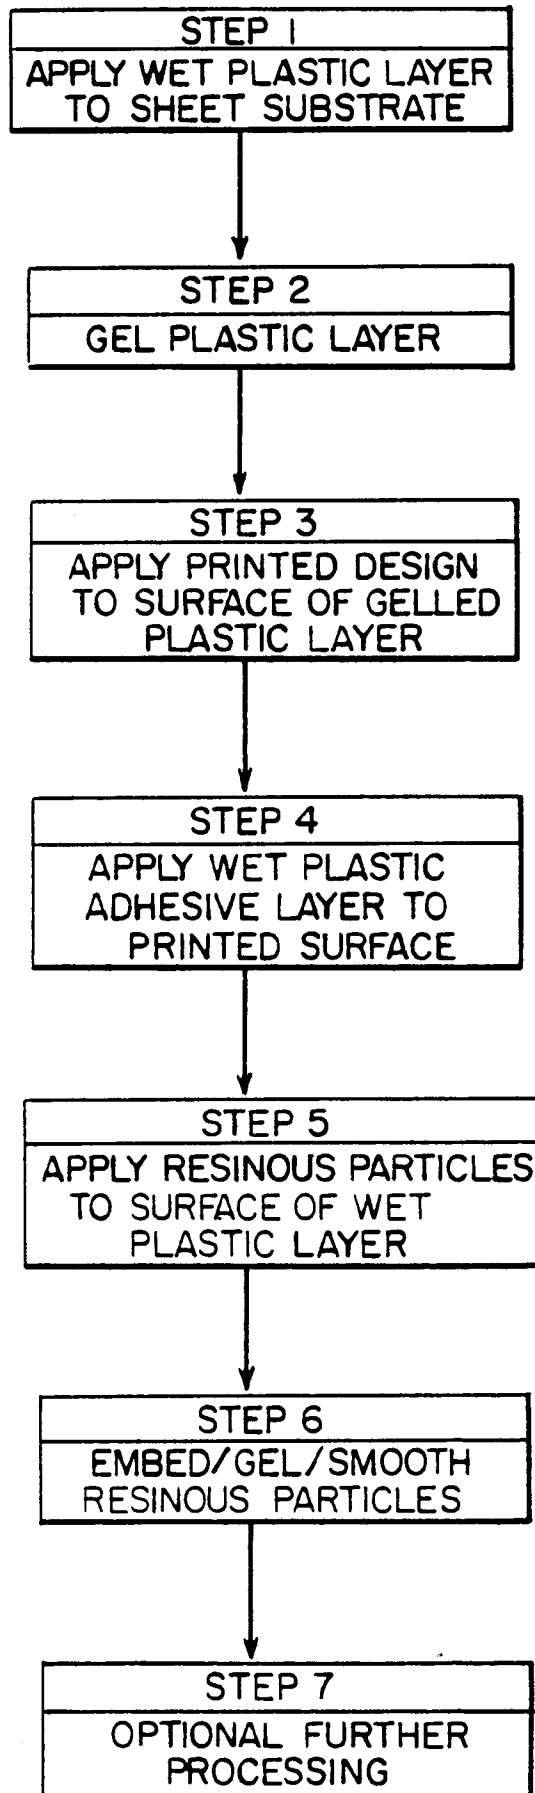 STEP 1
APPLY WET PLASTIC LAYER
TO SHEET SUBSTRATE
STEP 2
GEL PLASTIC LAYER
STEP 3
APPLY PRINTED DESIGN
TO SURFACE OF GELLED
PLASTIC LAYER
STEP 4
APPLY WET PLASTIC
ADHESIVE LAYER TO
PRINTED SURFACE
STEP 5
APPLY RESINOUS PARTICLES
TO SURFACE OF WET
PLASTIC LAYER
STEP 6
EMBED/GEL/SMOOTH
RESINOUS PARTICLES
STEP 7
OPTIONAL FURTHER
PROCESSING